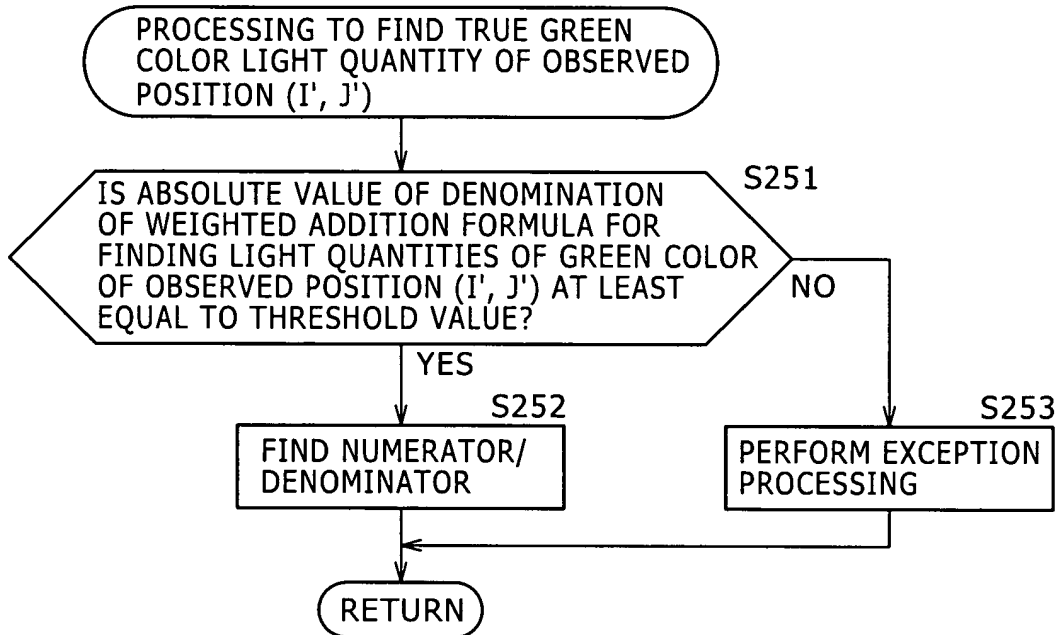 PROCESSING TO FIND TRUE GREEN
COLOR LIGHT QUANTITY OF OBSERVED
POSITION (I', J')
S251
IS ABSOLUTE VALUE OF DENOMINATION
OF WEIGHTED ADDITION FORMULA FOR
FINDING LIGHT QUANTITIES OF GREEN COLOR
OF OBSERVED POSITION (I', J') AT LEAST
EQUAL TO THRESHOLD VALUE?
NO
YES
S252
FIND NUMERATOR/
DENOMINATOR
S253
PERFORM EXCEPTION
PROCESSING
RETURN